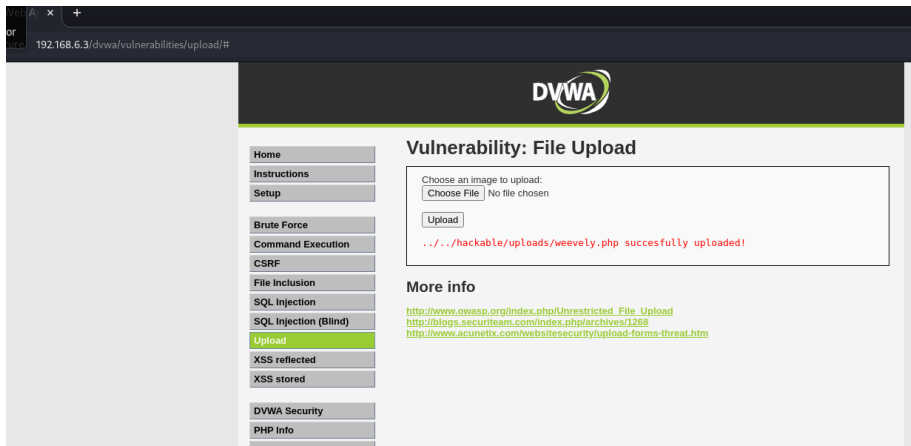 Web A
or
192.168.6.3/dvwa/vulnerabilities/upload/#
DVWA
Home
Instructions
Setup
Brute Force
Command Execution
CSRF
File Inclusion
SQL Injection
SQL Injection (Blind)
Upload
XSS reflected
XSS stored
DVWA Security
PHP Info
Vulnerability: File Upload
Choose an image to upload:
Choose File No file chosen
Upload
../../hackable/uploads/weevely.php succesfully uploaded!
More info
http://www.owasp.org/index.php/Unrestricted_File_Upload
http://blogs.securiteam.com/index.php/archives/1268
http://www.acunetix.com/websitesecurity/upload-forms-threat.htm